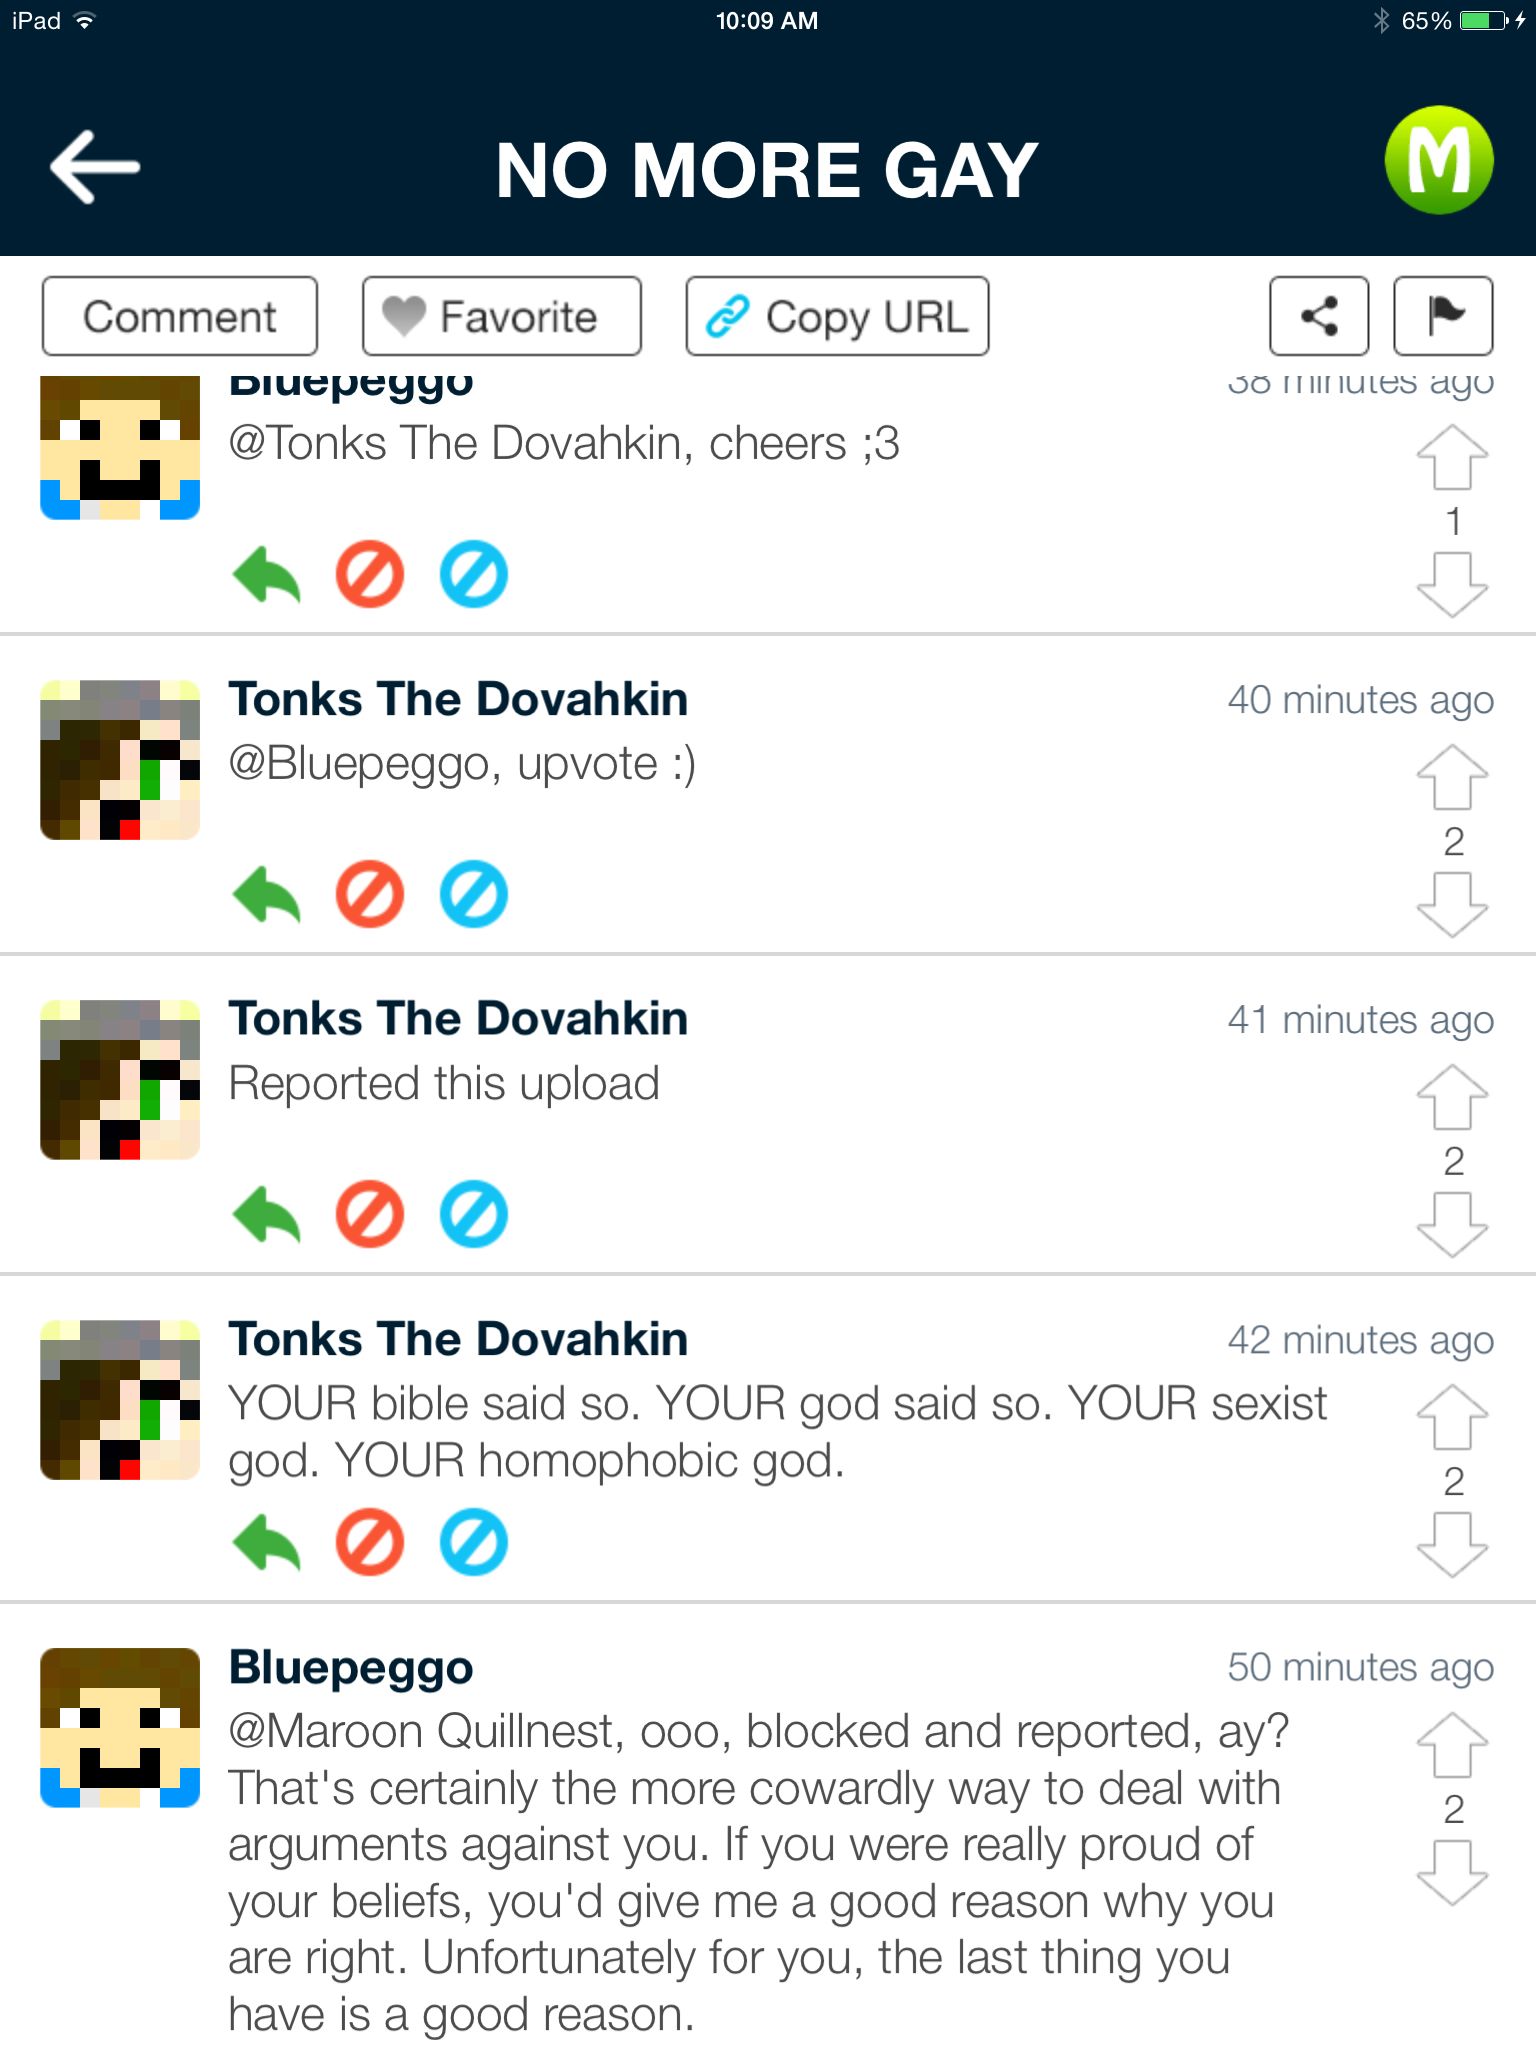 iPad 10:09 AM 65%
NO MORE GAY
M
Comment Favorite Copy URL
Bluepeggo 38 minutes ago
@Tonks The Dovahkin, cheers ;3
1
Tonks The Dovahkin 40 minutes ago
@Bluepeggo, upvote :)
2
Tonks The Dovahkin 41 minutes ago
Reported this upload
2
Tonks The Dovahkin 42 minutes ago
YOUR bible said so. YOUR god said so. YOUR sexist
god. YOUR homophobic god.
2
Bluepeggo 50 minutes ago
@Maroon Quillnest, ooo, blocked and reported, ay?
That's certainly the more cowardly way to deal with
2
arguments against you. If you were really proud of
your beliefs, you'd give me a good reason why you
are right. Unfortunately for you, the last thing you
have is a good reason.